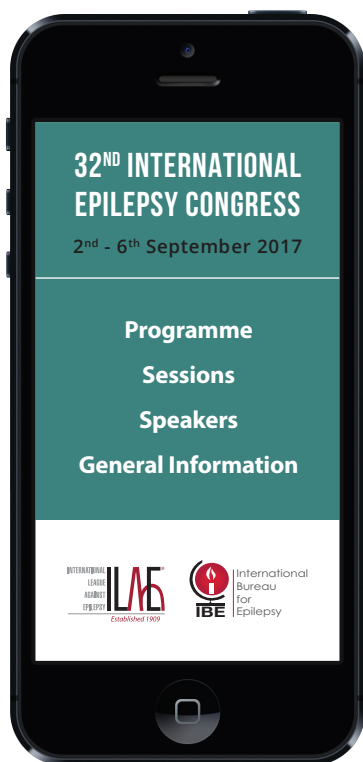 32ND INTERNATIONAL
EPILEPSY CONGRESS
2nd - 6th September 2017
Programme
Sessions
Speakers
General Information
INTERNATIONAL
LEAGUE
AGAINST
EPILEPSY
ILAE
Established 1909
IBE
International
Bureau
for
Epilepsy